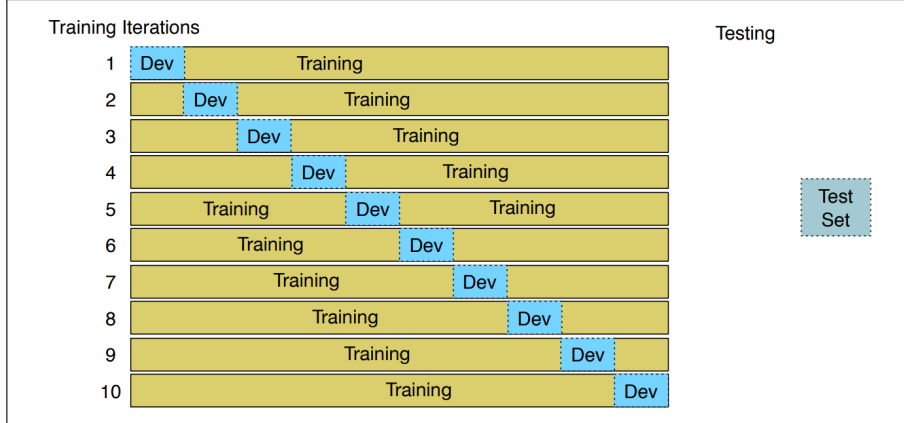 Training Iterations
Testing
1 Dev Training
2 Dev Training
3 Dev Training
4 Dev Training
5 Training Dev Training
6 Training Dev
7 Training Dev
8 Training Dev
9 Training Dev
10 Training Dev
Test
Set